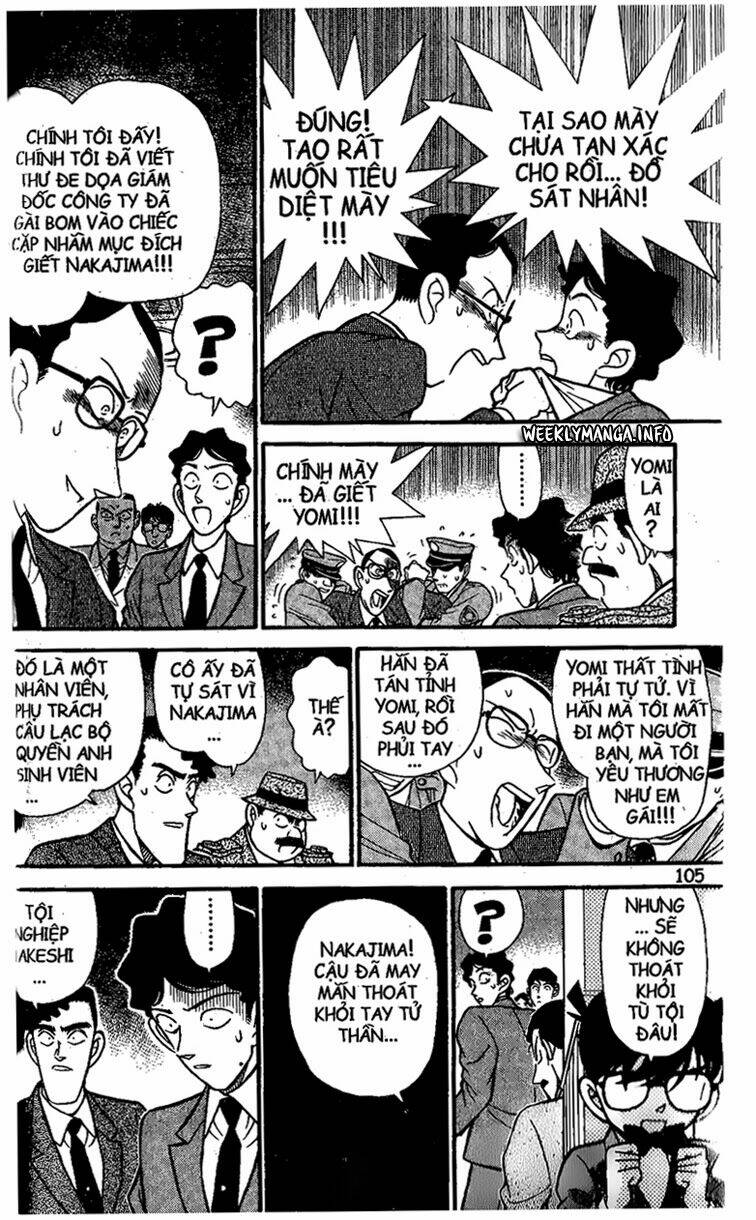 CHÍNH TÔI ĐẤY!
CHÍNH TÔI ĐÃ VIẾT
THƯ ĐE DỌA GIÁM
ĐỐC CÔNG TY ĐÃ
GÀI BOM VÀO CHIẾC
CẶP NHẰM MỤC ĐÍCH
GIẾT NAKAJIMA!!!
?
ĐÚNG!
TAO RẤT
MUỐN TIÊU
DIỆT MÀY
!!!
TẠI SAO MÀY
CHƯA TAN XÁC
CHO RỒI... ĐỒ
SÁT NHÂN!
WEEKLYMANGA.INFO
CHÍNH MÀY
... ĐÃ GIẾT
YOMI!!!
........
YOMI
LÀ
AI
?
ĐÓ LÀ MỘT
NHÂN VIÊN,
PHỤ TRÁCH
CÂU LẠC BỘ
QUYỀN ANH
SINH VIÊN
...
CÔ ẤY ĐÃ
TỰ SÁT VÌ
NAKAJIMA
...
THẾ
À?
HẮN ĐÃ
TÁN TỈNH
YOMI, RỒI
SAU ĐÓ
PHỦI TAY
...
YOMI THẤT TÌNH
PHẢI TỰ TỬ. VÌ
HẮN MÀ TÔI MẤT
ĐI MỘT NGƯỜI
BẠN, MÀ TÔI
YÊU THƯƠNG
NHƯ EM
GÁI!!!
105
TỘI
NGHIỆP
AKESHI
...
........
NAKAJIMA!
CẬU ĐÃ MAY
MẮN THOÁT
KHỎI TAY TỬ
THẦN...
?
NHƯNG
... SẼ
KHÔNG
THOÁT
KHỎI
TÙ TỘI
ĐÂU!